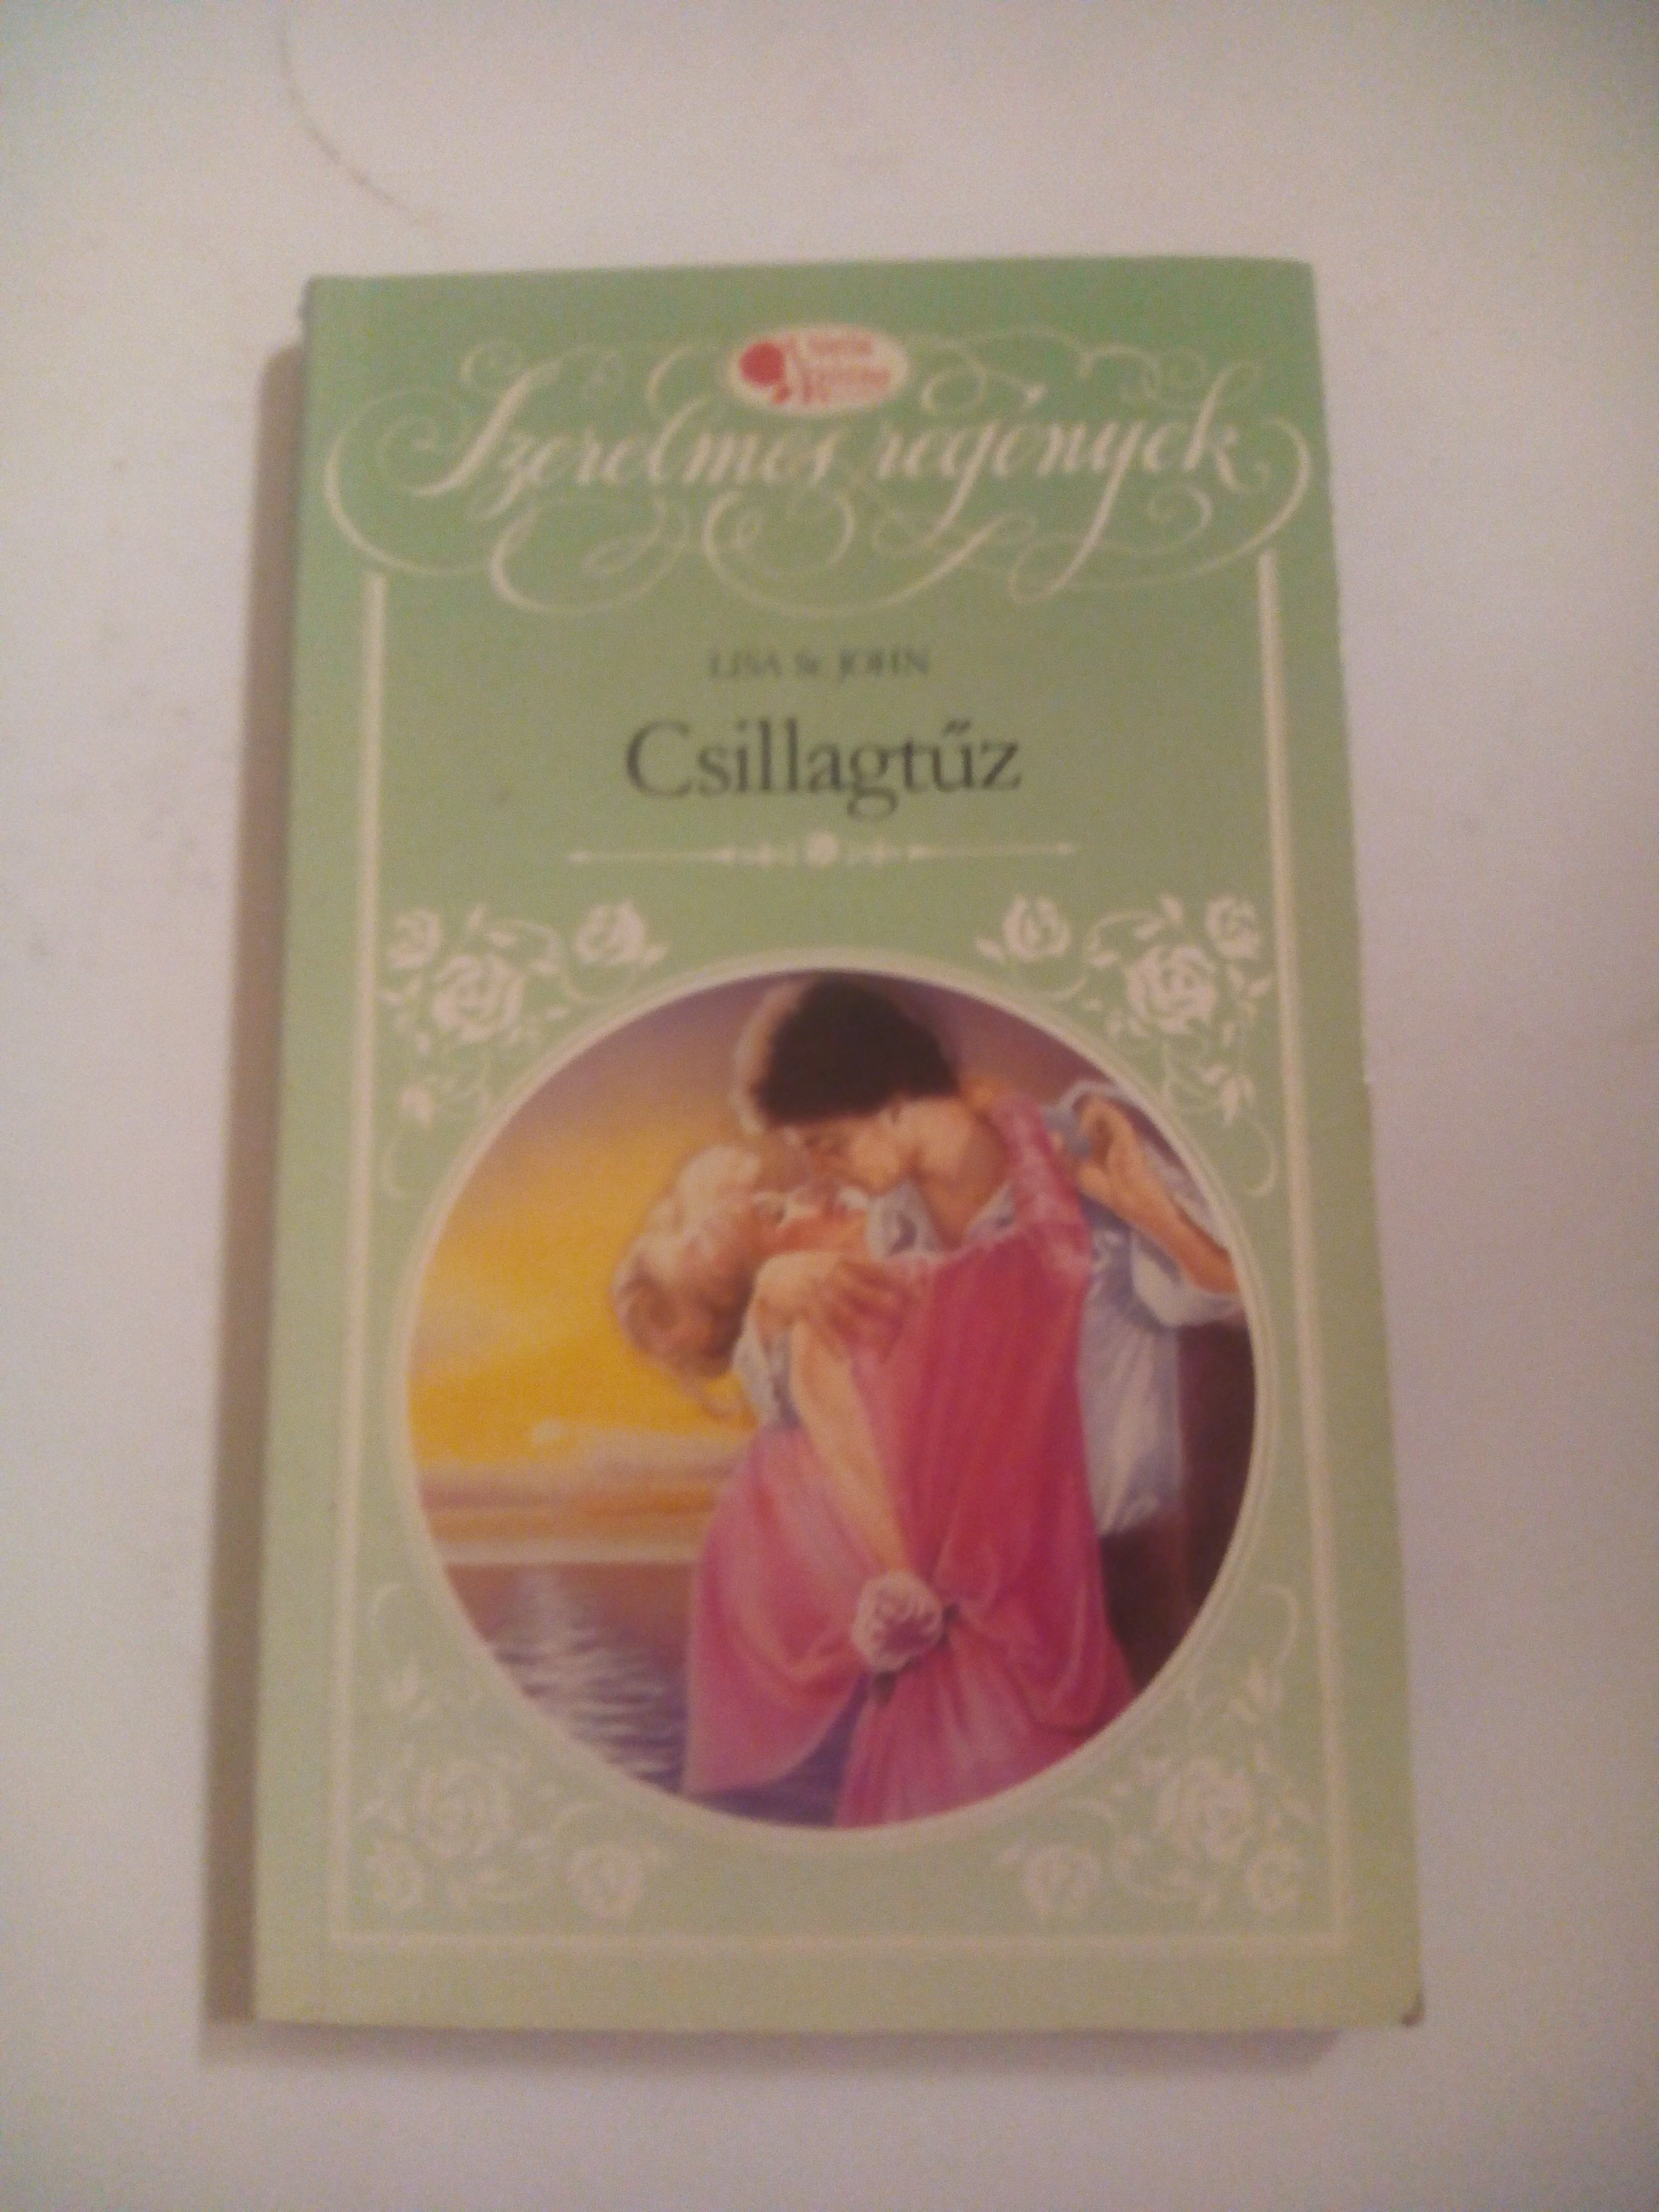 Szerelmes regények
LISA St. JOHN
Csillagtűz